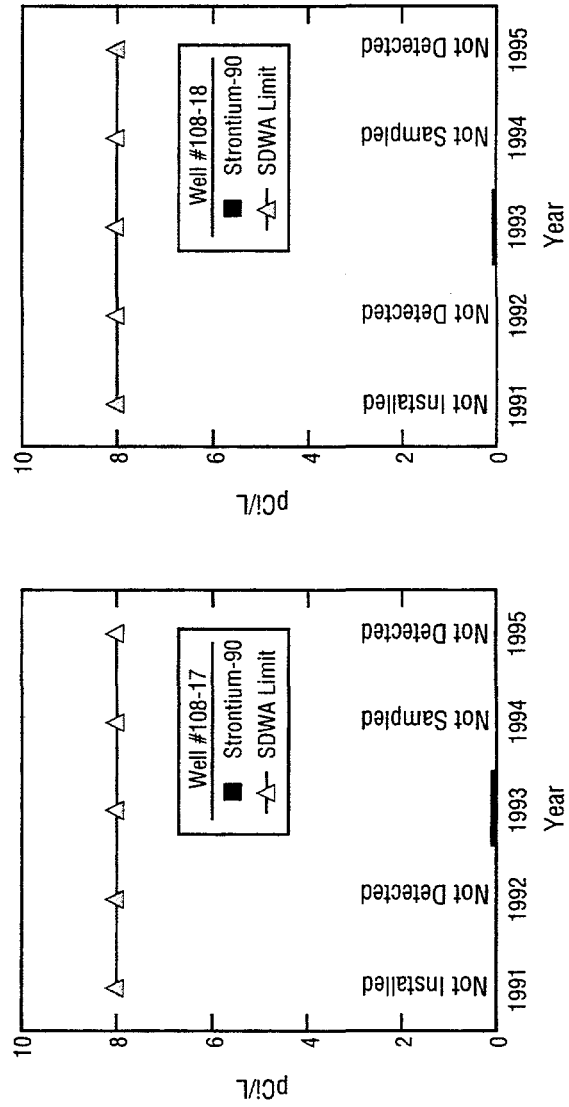 10
8
6
4
2
0
pCi/L
Well #108-17
Strontium-90
SDWA Limit
Not Installed
Not Detected
Not Sampled
Not Detected
1991
1992
1993
1994
1995
Year
10
8
6
4
2
0
pCi/L
Well #108-18
Strontium-90
SDWA Limit
Not Installed
Not Detected
Not Sampled
Not Detected
1991
1992
1993
1994
1995
Year